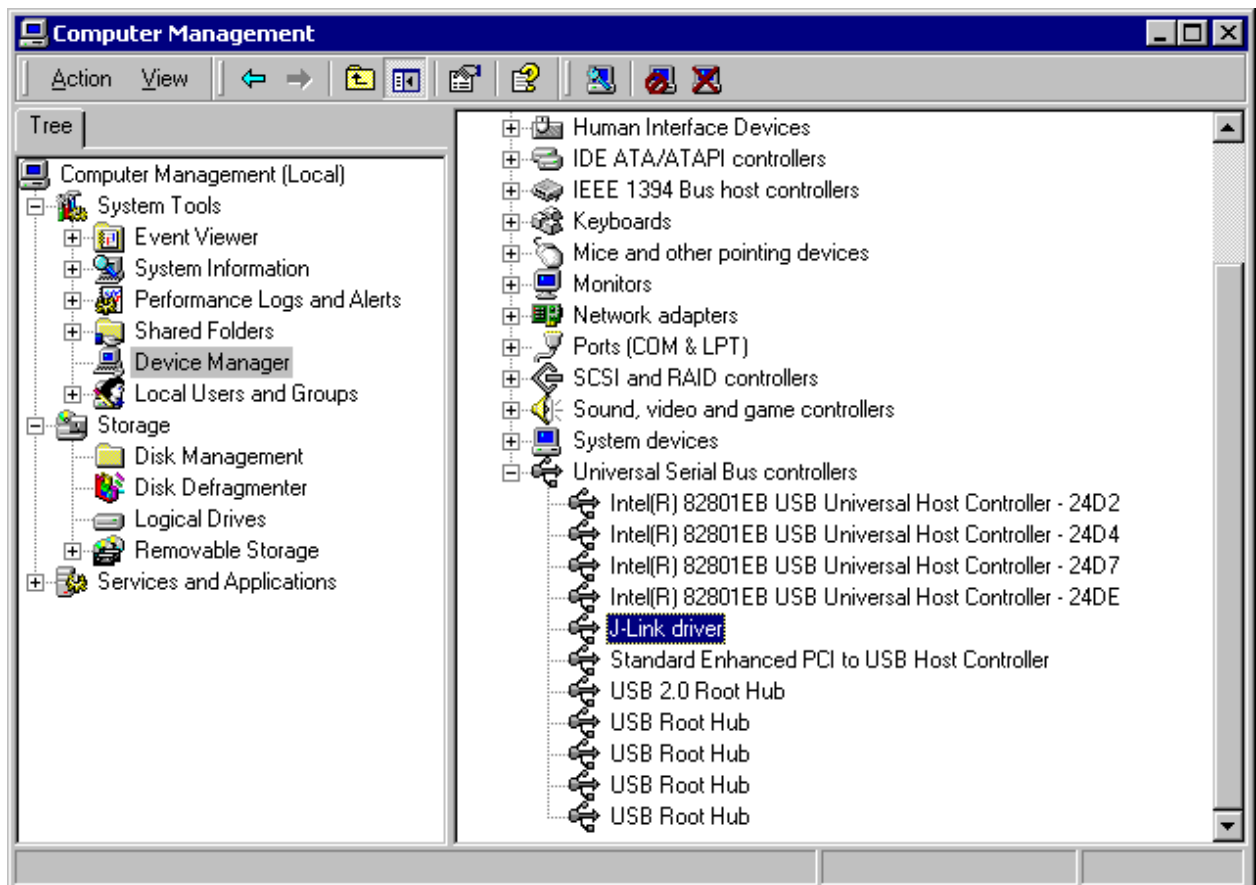 Computer Management
Action View
Tree
Computer Management (Local)
System Tools
Event Viewer
System Information
Performance Logs and Alerts
Shared Folders
Device Manager
Local Users and Groups
Storage
Disk Management
Disk Defragmenter
Logical Drives
Removable Storage
Services and Applications
Human Interface Devices
IDE ATA/ATAPI controllers
IEEE 1394 Bus host controllers
Keyboards
Mice and other pointing devices
Monitors
Network adapters
Ports (COM & LPT)
SCSI and RAID controllers
Sound, video and game controllers
System devices
Universal Serial Bus controllers
Intel(R) 82801EB USB Universal Host Controller - 24D2
Intel(R) 82801EB USB Universal Host Controller - 24D4
Intel(R) 82801EB USB Universal Host Controller - 24D7
Intel(R) 82801EB USB Universal Host Controller - 24DE
J-Link driver
Standard Enhanced PCI to USB Host Controller
USB 2.0 Root Hub
USB Root Hub
USB Root Hub
USB Root Hub
USB Root Hub